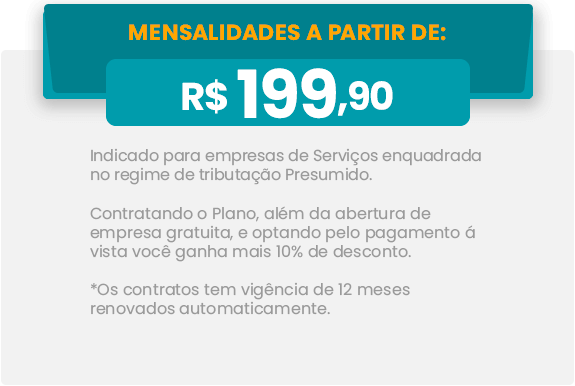 MENSALIDADES A PARTIR DE:
R$ 199,90
Indicado para empresas de Serviços enquadrada
no regime de tributação Presumido.
Contratando o Plano, além da abertura de
empresa gratuita, e optando pelo pagamento á
vista você ganha mais 10% de desconto.
*Os contratos tem vigência de 12 meses
renovados automaticamente.